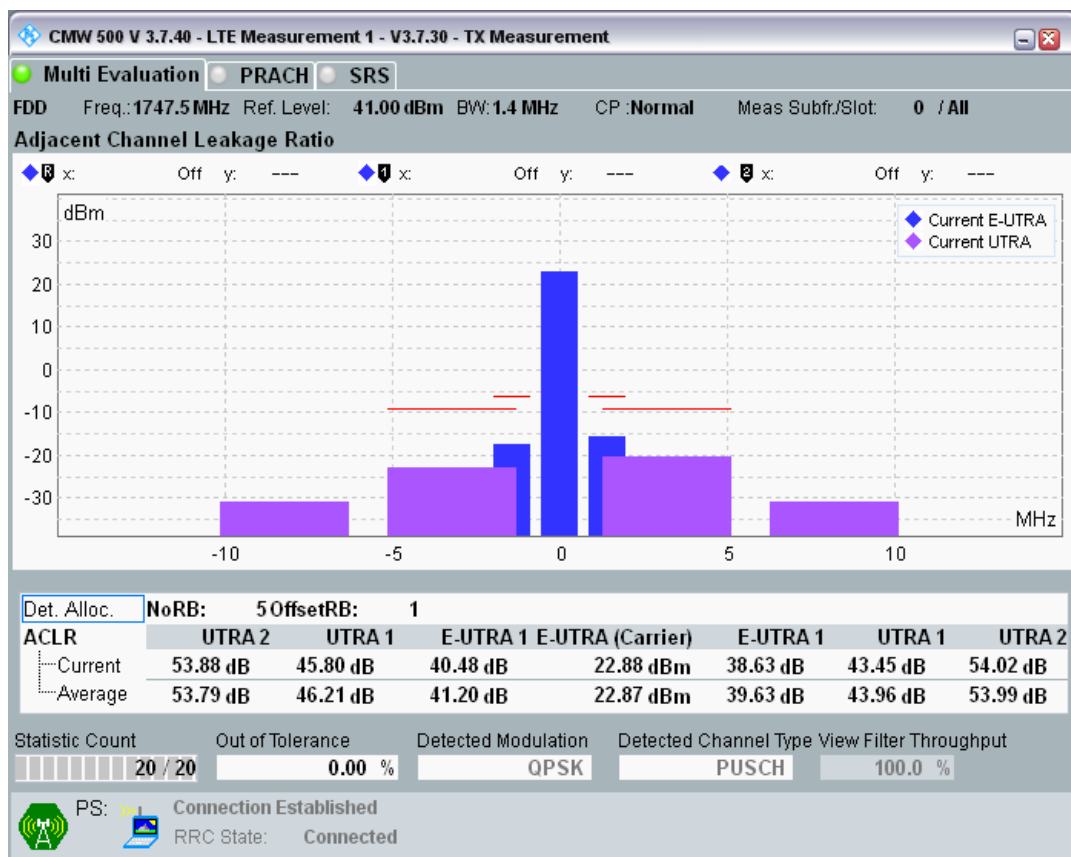 CMW 500 V 3.7.40 - LTE Measurement 1 - V3.7.30 - TX Measurement
Multi Evaluation PRACH SRS
FDD Freq.: 1747.5 MHz Ref. Level: 41.00 dBm BW: 1.4 MHz CP :Normal Meas Subfr./Slot: 0 / All
Adjacent Channel Leakage Ratio
R x: Off y: --- 1 x: Off y: --- 2 x: Off y: ---
dBm
Current E-UTRA
Current UTRA
30
20
10
0
-10
-20
-30
MHz
-10 -5 0 5 10
Det. Alloc. NoRB: 5 OffsetRB: 1
ACLR UTRA 2 UTRA 1 E-UTRA 1 E-UTRA (Carrier) E-UTRA 1 UTRA 1 UTRA 2
Current 53.88 dB 45.80 dB 40.48 dB 22.88 dBm 38.63 dB 43.45 dB 54.02 dB
Average 53.79 dB 46.21 dB 41.20 dB 22.87 dBm 39.63 dB 43.96 dB 53.99 dB
Statistic Count Out of Tolerance Detected Modulation Detected Channel Type View Filter Throughput
20 / 20 0.00 % QPSK PUSCH 100.0 %
PS: Connection Established
RRC State: Connected